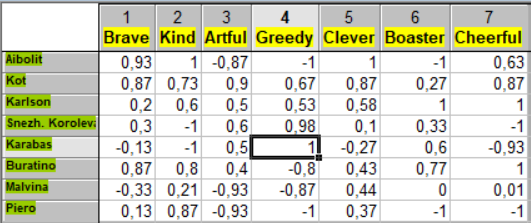 1 2 3 4 5 6 7
Brave Kind Artful Greedy Clever Boaster Cheerful
Aibolit 0,93 1 -0,87 -1 1 -1 0,63
Kot 0,87 0,73 0,9 0,67 0,87 0,27 0,87
Karlson 0,2 0,6 0,5 0,53 0,58 1 1
Snezh. Koroleva 0,3 -1 0,6 0,98 0,1 0,33 -1
Karabas -0,13 -1 0,5 1 -0,27 0,6 -0,93
Buratino 0,87 0,8 0,4 -0,8 0,43 0,77 1
Malvina -0,33 0,21 -0,93 -0,87 0,44 0 0,01
Piero 0,13 0,87 -0,93 -1 0,37 -1 -1